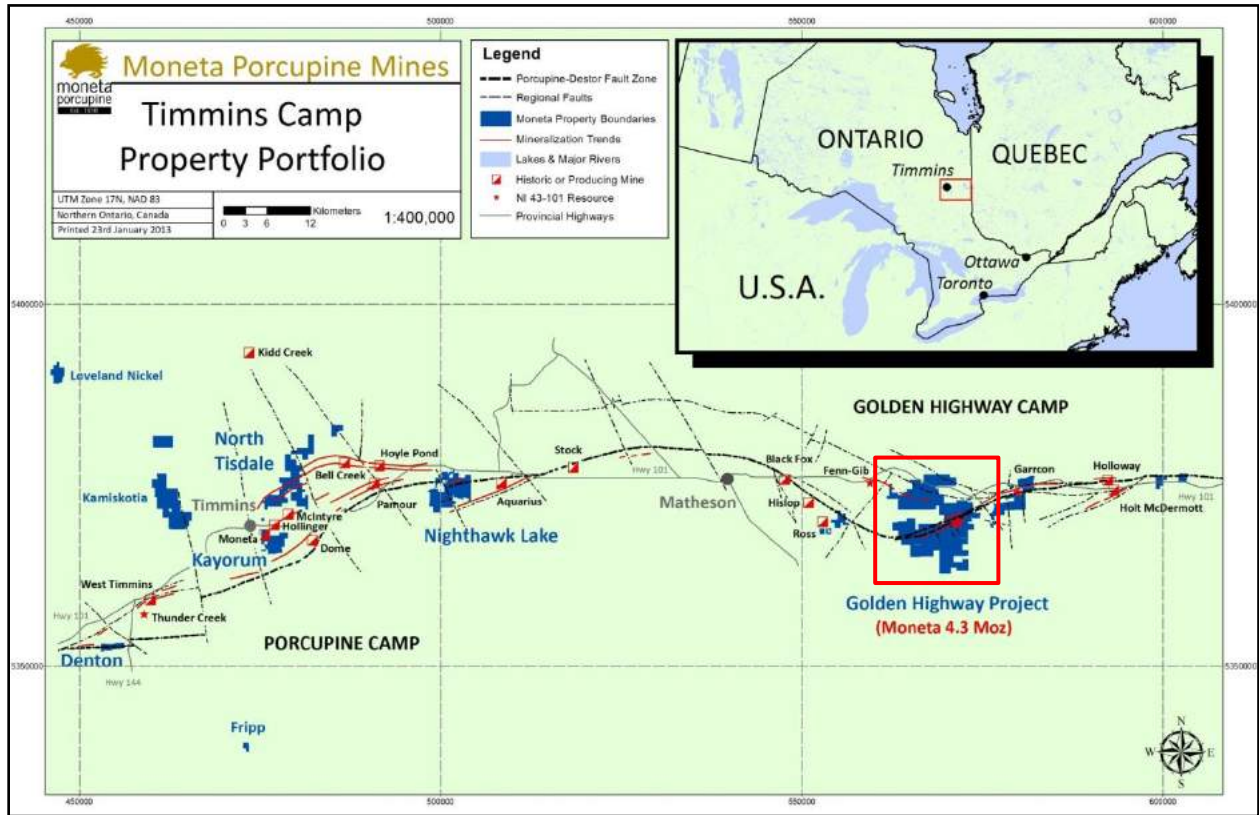 450000
500000
550000
600000
moneta
porcupine
Moneta Porcupine Mines
Timmins Camp
Property Portfolio
UTM Zone 17N, NAD 83
Northern Ontario, Canada
Printed 23rd January 2013
Kilometers
0 3 6 12
1:400,000
Legend
Porcupine-Destor Fault Zone
Regional Faults
Moneta Property Boundaries
Mineralization Trends
Lakes & Major Rivers
Historic or Producing Mine
NI 43-101 Resource
Provincial Highways
ONTARIO
QUEBEC
Timmins
Ottawa
Toronto
U.S.A.
5400000
5400000
Kidd Creek
Loveland Nickel
GOLDEN HIGHWAY CAMP
North
Tisdale
Hoyle Pond
Bell Creek
Stock
Hwy 101
Black Fox
Fenn-Gib
Garrcon
Holloway
Kamiskotia
Timmins
Pamour
Aquarius
Matheson
Hwy 101
McIntyre
Hollinger
Hislop
Holt McDermott
Moneta
Dome
Nighthawk Lake
Ross
Kayorum
West Timmins
Hwy 101
Thunder Creek
Golden Highway Project
(Moneta 4.3 Moz)
PORCUPINE CAMP
Denton
5350000
5350000
Hwy 144
Fripp
N
W E
S
450000
500000
550000
600000